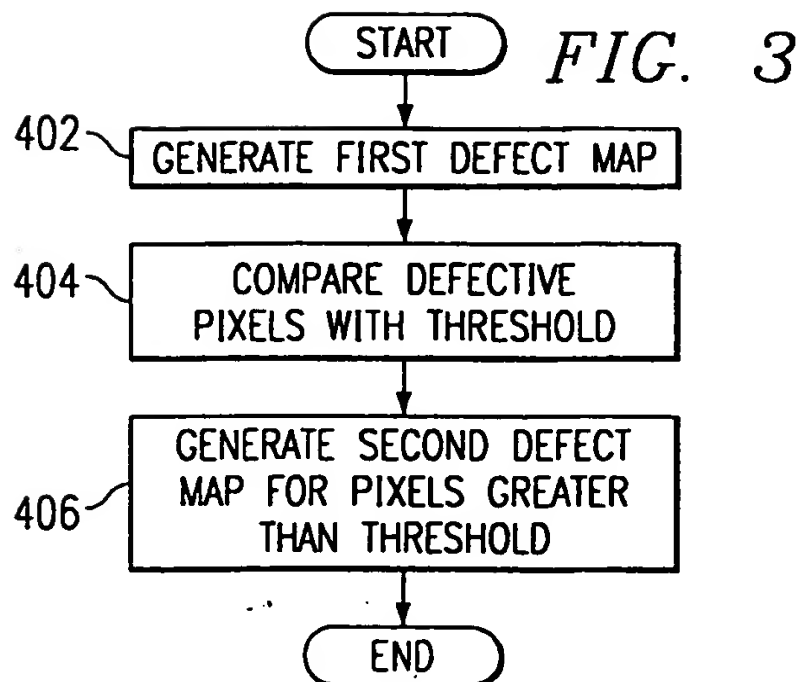 START
FIG. 3
402
GENERATE FIRST DEFECT MAP
404
COMPARE DEFECTIVE
PIXELS WITH THRESHOLD
406
GENERATE SECOND DEFECT
MAP FOR PIXELS GREATER
THAN THRESHOLD
END